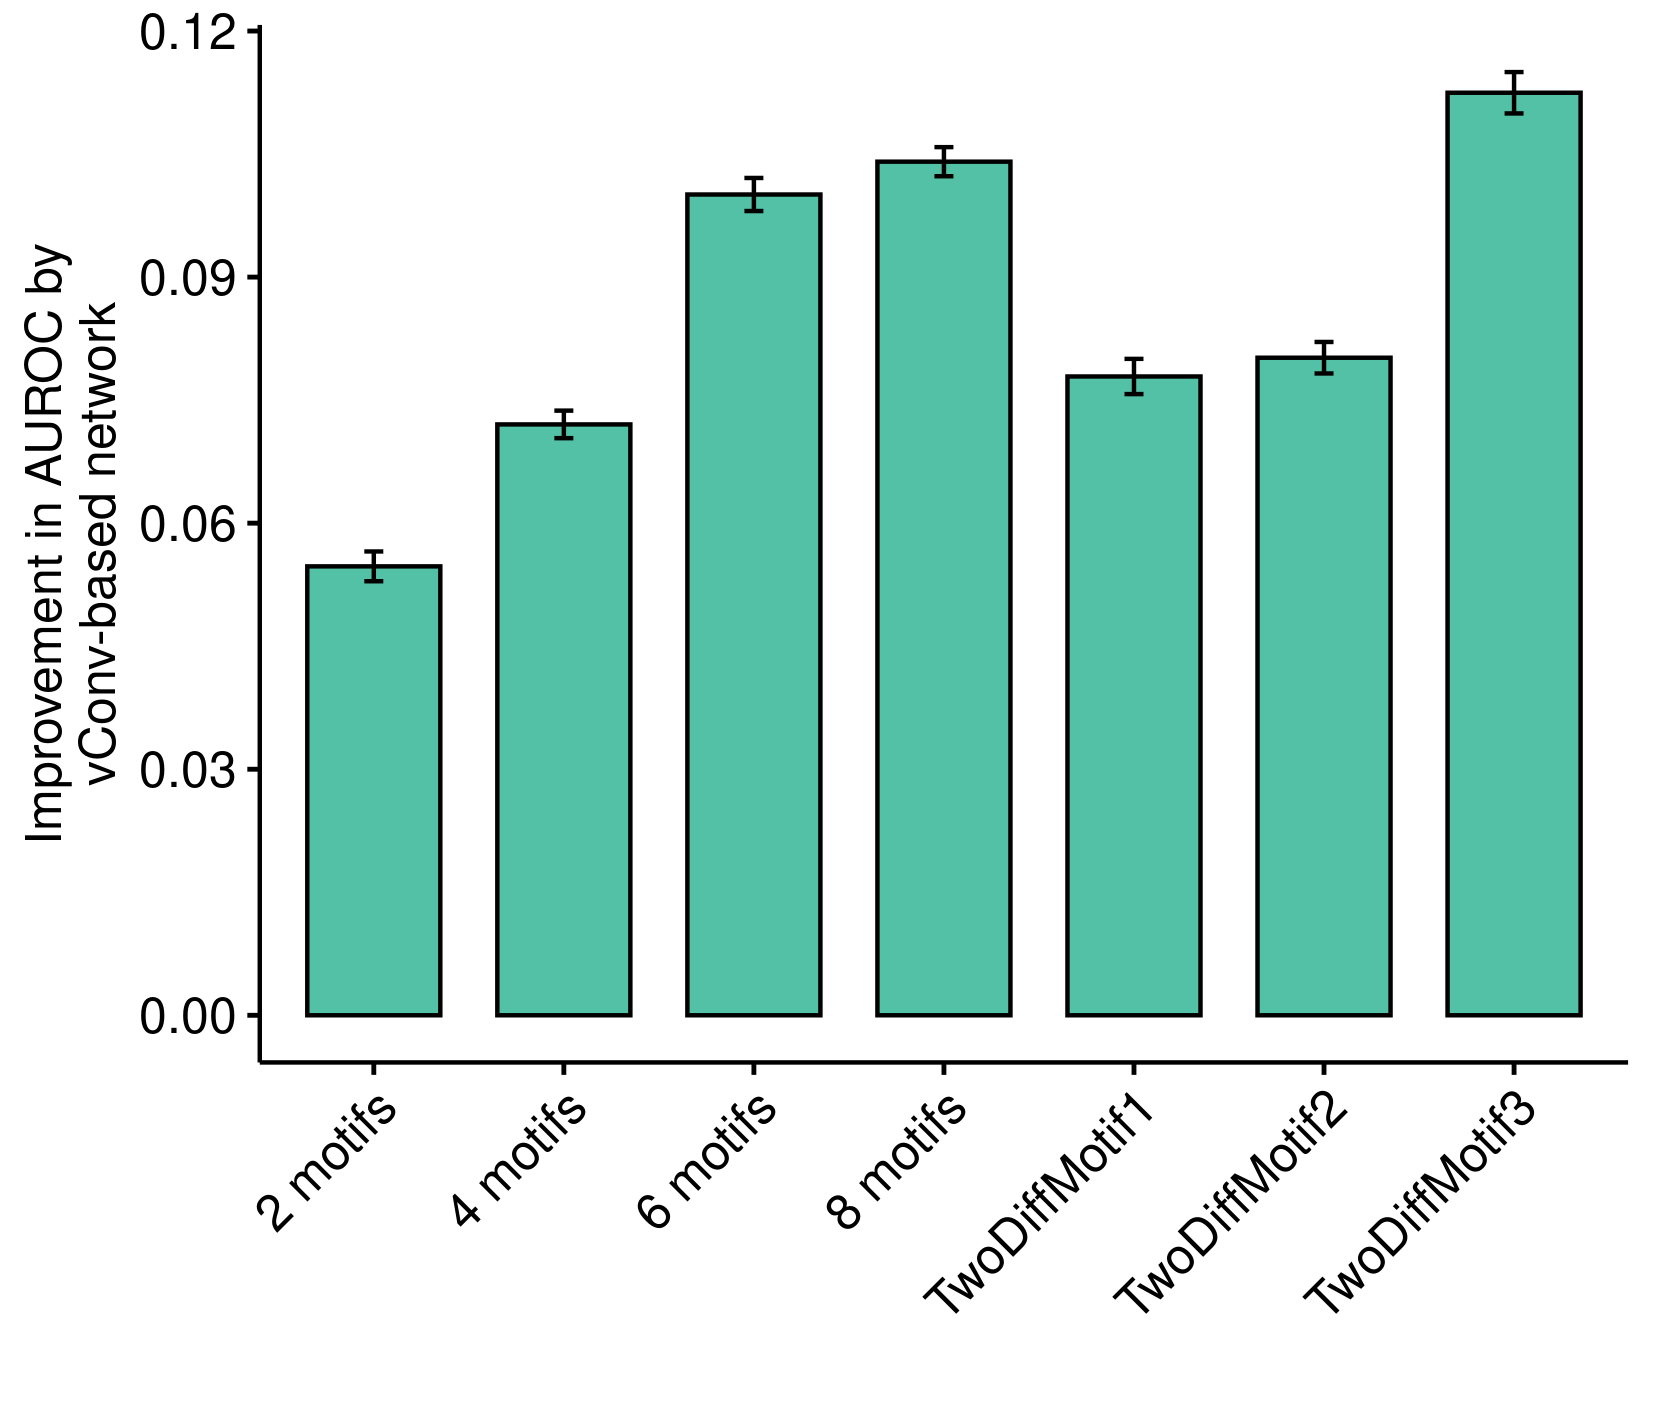 Improvement in AUROC by
vConv-based network
0.12
0.09
0.06
0.03
0.00
2 motifs
4 motifs
6 motifs
8 motifs
TwoDiffMotif1
TwoDiffMotif2
TwoDiffMotif3